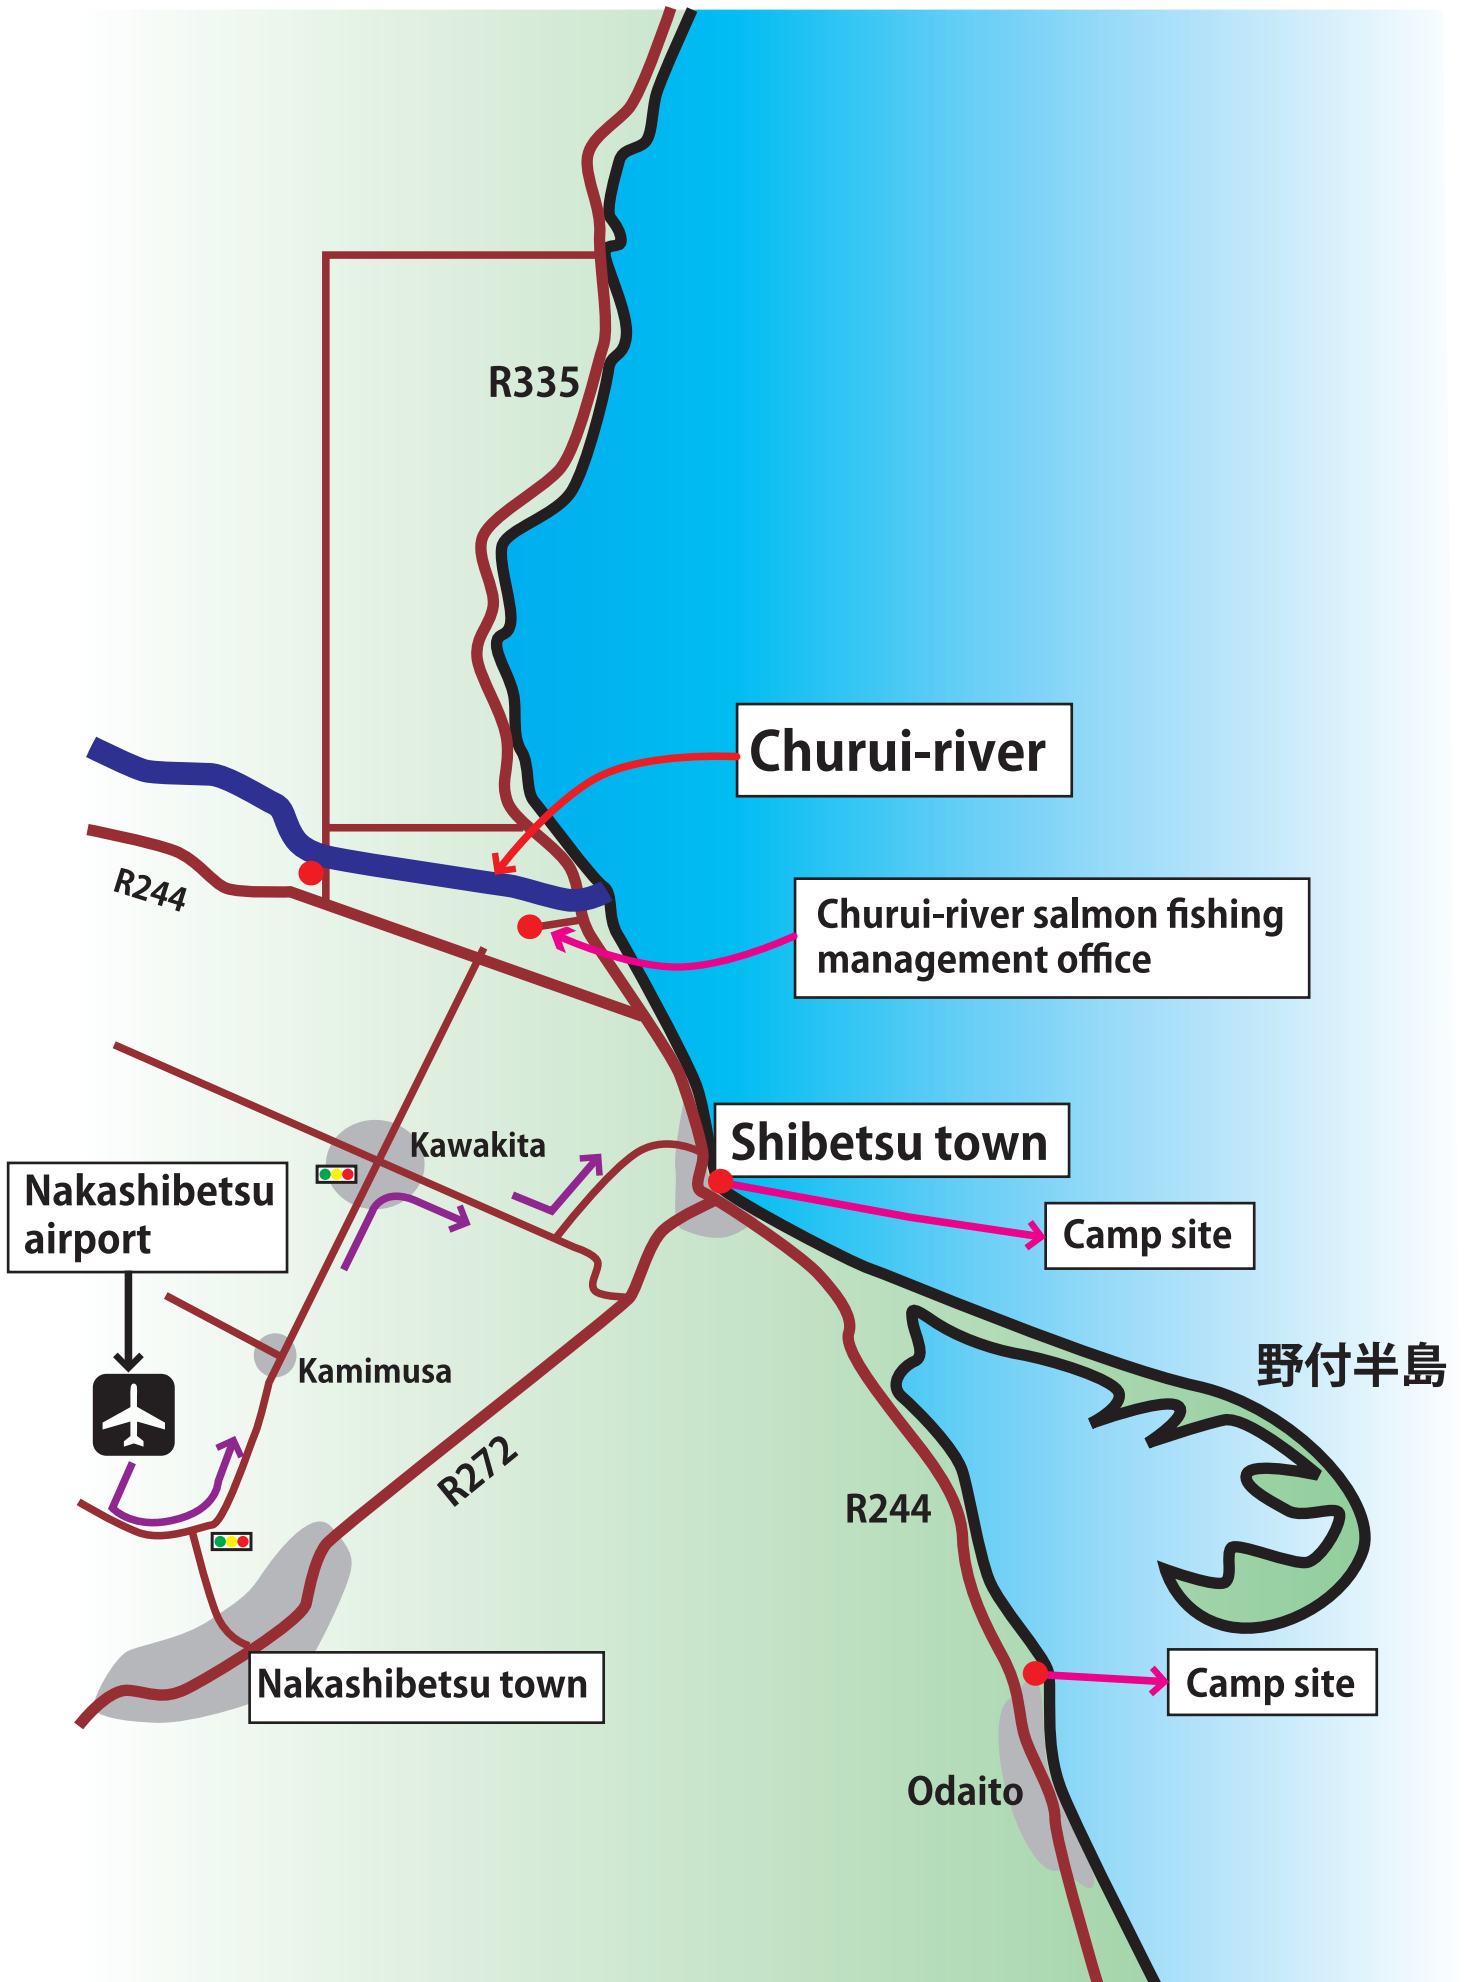 R335
Churui-river
R244
Churui-river salmon fishing
management office
Kawakita
Shibetsu town
Nakashibetsu
airport
Camp site
野付半島
Kamimusa
R272
R244
Nakashibetsu town
Camp site
Odaito